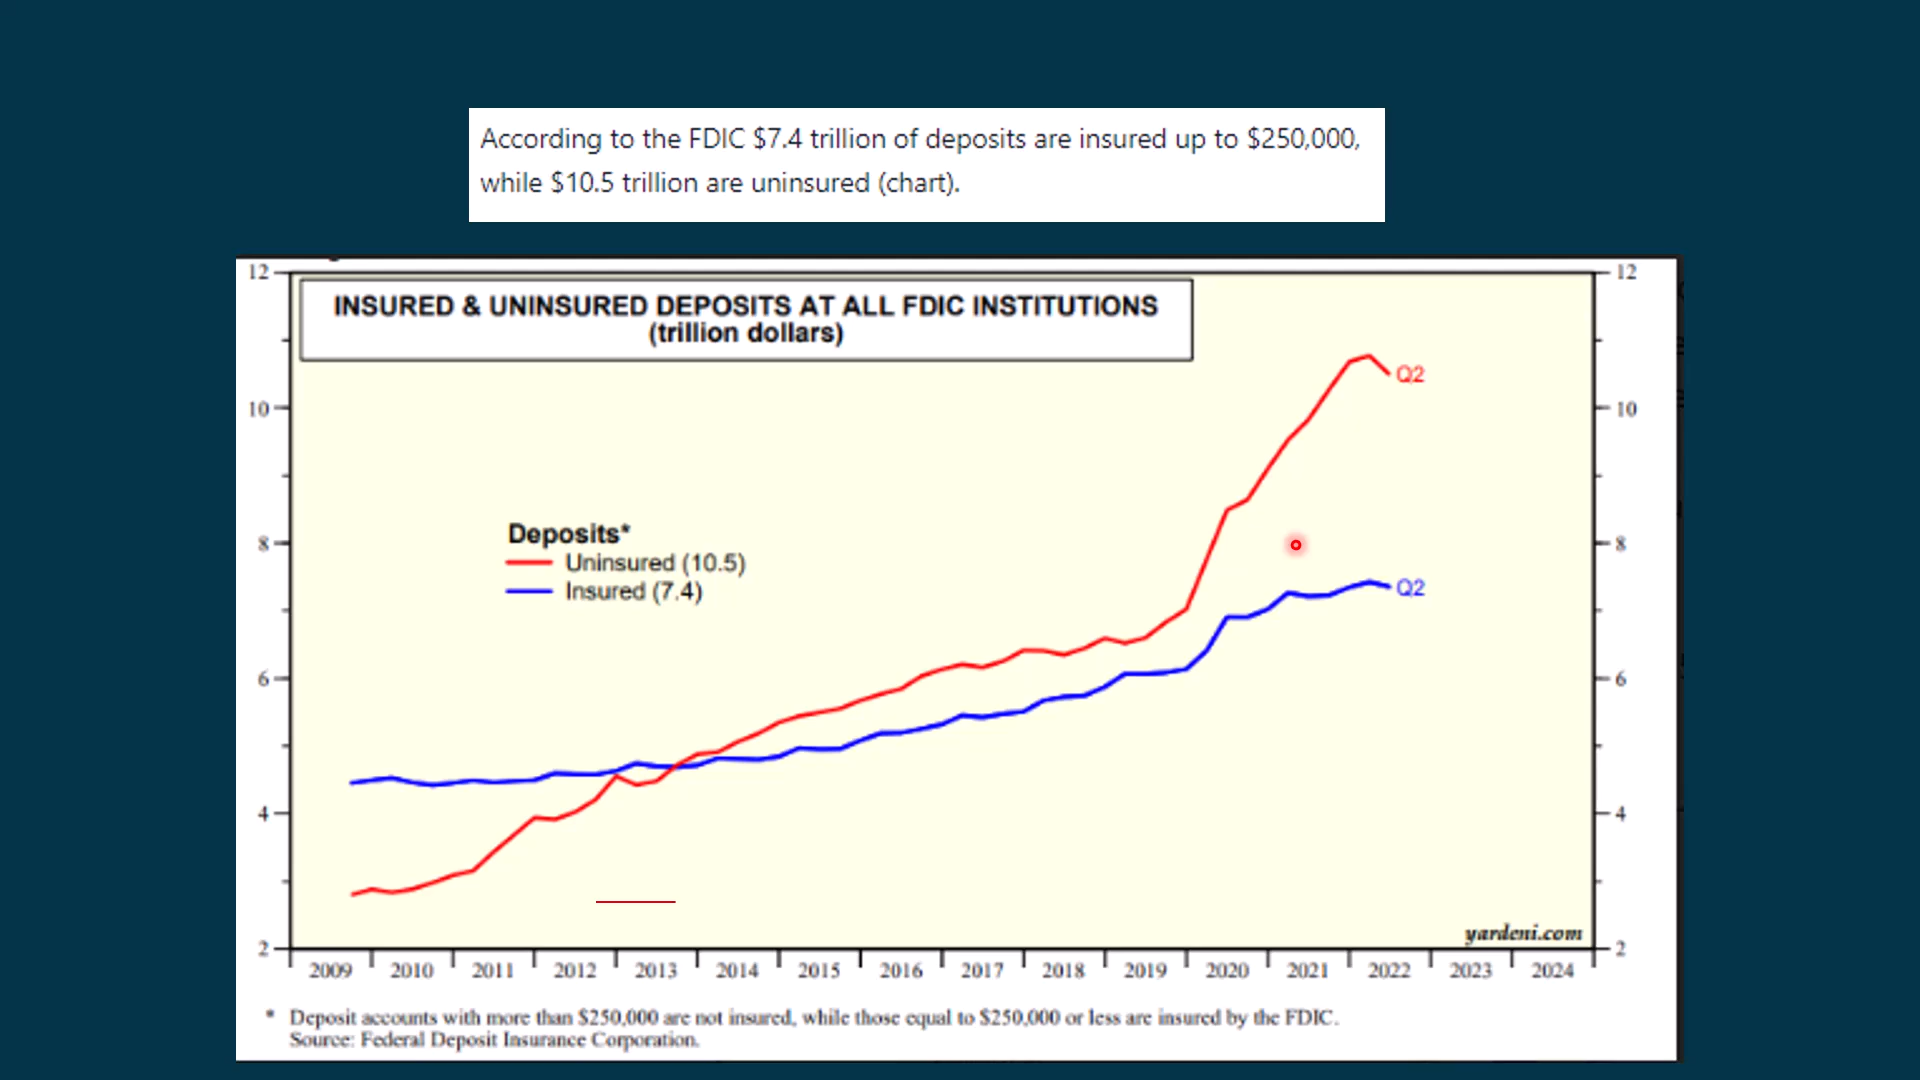 According to the FDIC $7.4 trillion of deposits are insured up to $250,000,
while $10.5 trillion are uninsured (chart).
INSURED & UNINSURED DEPOSITS AT ALL FDIC INSTITUTIONS
(trillion dollars)
12
10
8
6
4
2
12
10
8
6
4
2
Deposits*
Uninsured (10.5)
Insured (7.4)
Q2
Q2
yardeni.com
2009 2010 2011 2012 2013 2014 2015 2016 2017 2018 2019 2020 2021 2022 2023 2024
* Deposit accounts with more than $250,000 are not insured, while those equal to $250,000 or less are insured by the FDIC.
Source: Federal Deposit Insurance Corporation.